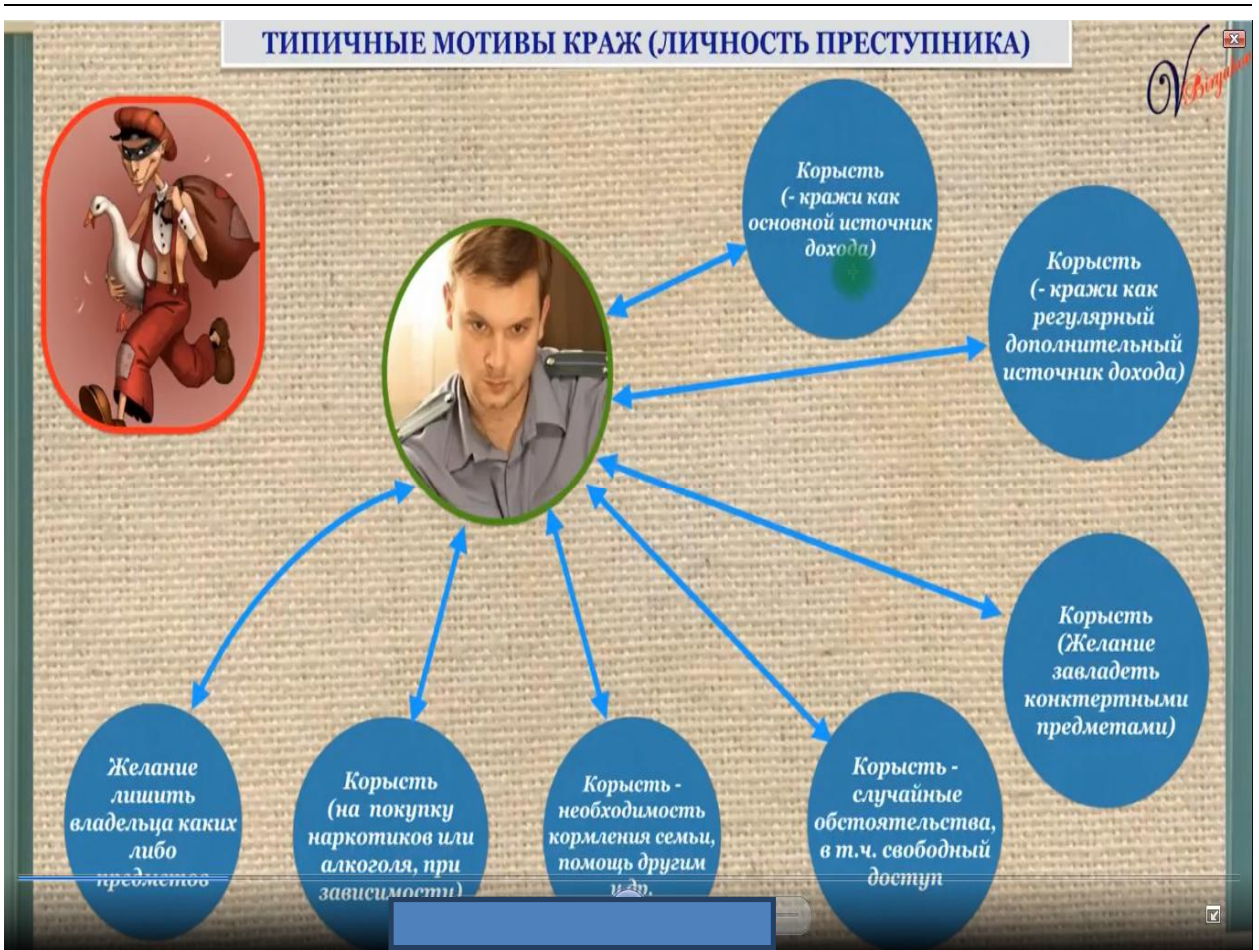 ТИПИЧНЫЕ МОТИВЫ КРАЖ (ЛИЧНОСТЬ ПРЕСТУПНИКА)
Корысть
(- кражи как
основной источник
дохода)
Корысть
(- кражи как
регулярный
дополнительный
источник дохода)
Корысть
(Желание
завладеть
конктертными
предметами)
Корысть -
случайные
обстоятельства,
в т.ч. свободный
доступ
Корысть -
необходимость
кормления семьи,
помощь другим
и др.
Корысть
(на покупку
наркотиков или
алкоголя, при
зависимости)
Желание
лишить
владельца каких
либо
предметов